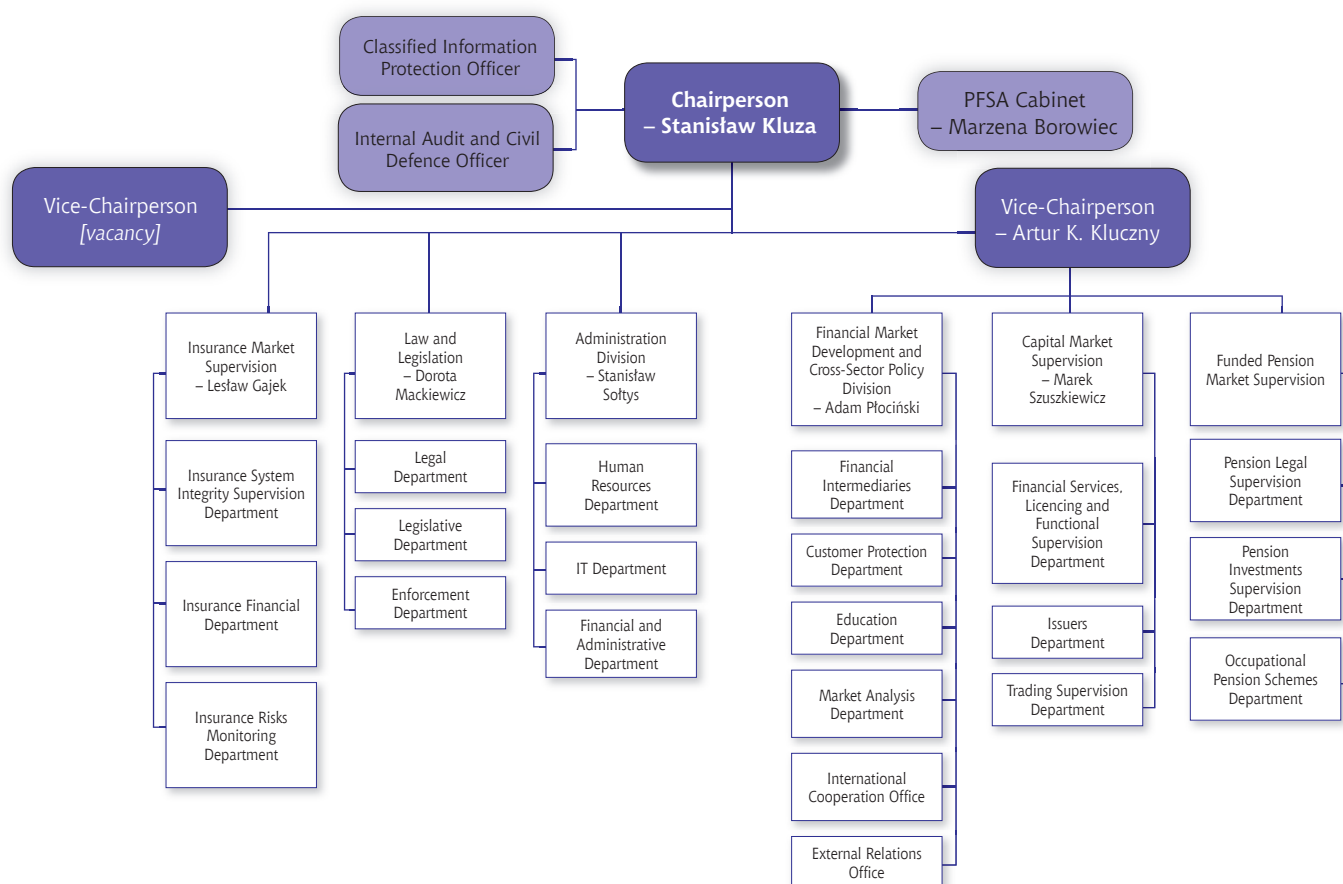 Classified Information
Protection Officer
Internal Audit and Civil
Defence Officer
Chairperson
– Stanisław Kluza
PFSA Cabinet
– Marzena Borowiec
Vice-Chairperson
[vacancy]
Vice-Chairperson
– Artur K. Kluczny
Insurance Market
Supervision
– Lesław Gajek
Insurance System
Integrity Supervision
Department
Insurance Financial
Department
Insurance Risks
Monitoring
Department
Law and
Legislation
– Dorota
Mackiewicz
Legal
Department
Legislative
Department
Enforcement
Department
Administration
Division
– Stanisław
Sołtys
Human
Resources
Department
IT Department
Financial and
Administrative
Department
Financial Market
Development and
Cross-Sector Policy
Division
– Adam Płociński
Financial
Intermediaries
Department
Customer Protection
Department
Education
Department
Market Analysis
Department
International
Cooperation Office
External Relations
Office
Capital Market
Supervision
– Marek
Szuszkiewicz
Financial Services,
Licencing and
Functional
Supervision
Department
Issuers
Department
Trading Supervision
Department
Funded Pension
Market Supervision
Pension Legal
Supervision
Department
Pension
Investments
Supervision
Department
Occupational
Pension Schemes
Department